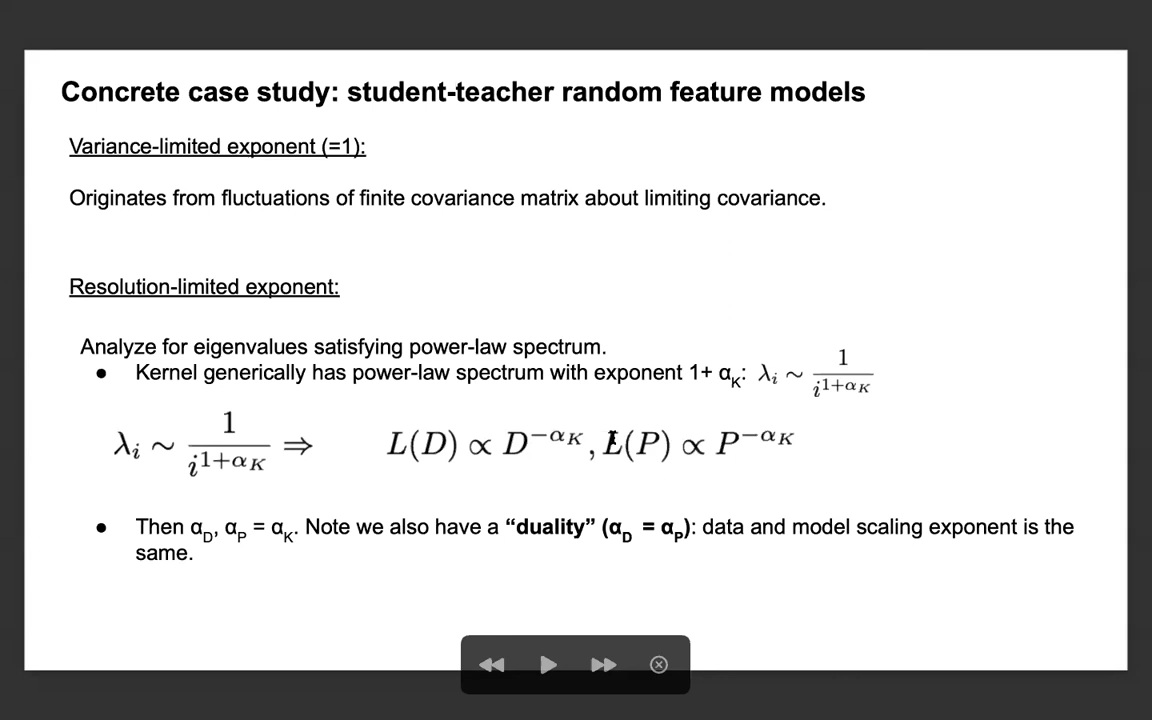 Concrete case study: student-teacher random feature models
Variance-limited exponent (=1):
Originates from fluctuations of finite covariance matrix about limiting covariance.
Resolution-limited exponent:
Analyze for eigenvalues satisfying power-law spectrum.
● Kernel generically has power-law spectrum with exponent 1+ α_K: λ_i ∼ 1/i^{1+α_K}
λ_i ∼ 1/i^{1+α_K} ⇒ L(D) ∝ D^{-α_K}, L(P) ∝ P^{-α_K}
● Then α_D, α_P = α_K. Note we also have a “duality” (α_D = α_P): data and model scaling exponent is the
same.